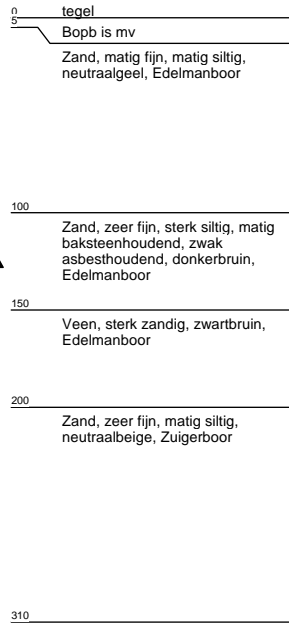 0 tegel
5
Bopb is mv
Zand, matig fijn, matig siltig,
neutraalgeel, Edelmanboor
100
Zand, zeer fijn, sterk siltig, matig
baksteenhoudend, zwak
asbesthoudend, donkerbruin,
Edelmanboor
150
Veen, sterk zandig, zwartbruin,
Edelmanboor
200
Zand, zeer fijn, matig siltig,
neutraalbeige, Zuigerboor
310